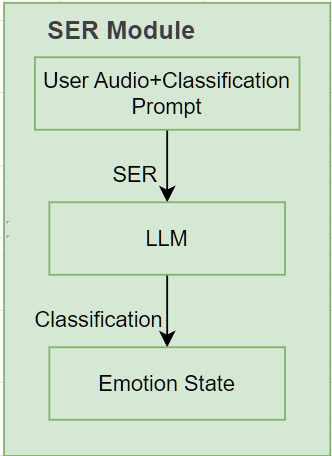 SER Module
User Audio+Classification
Prompt
SER
LLM
Classification
Emotion State